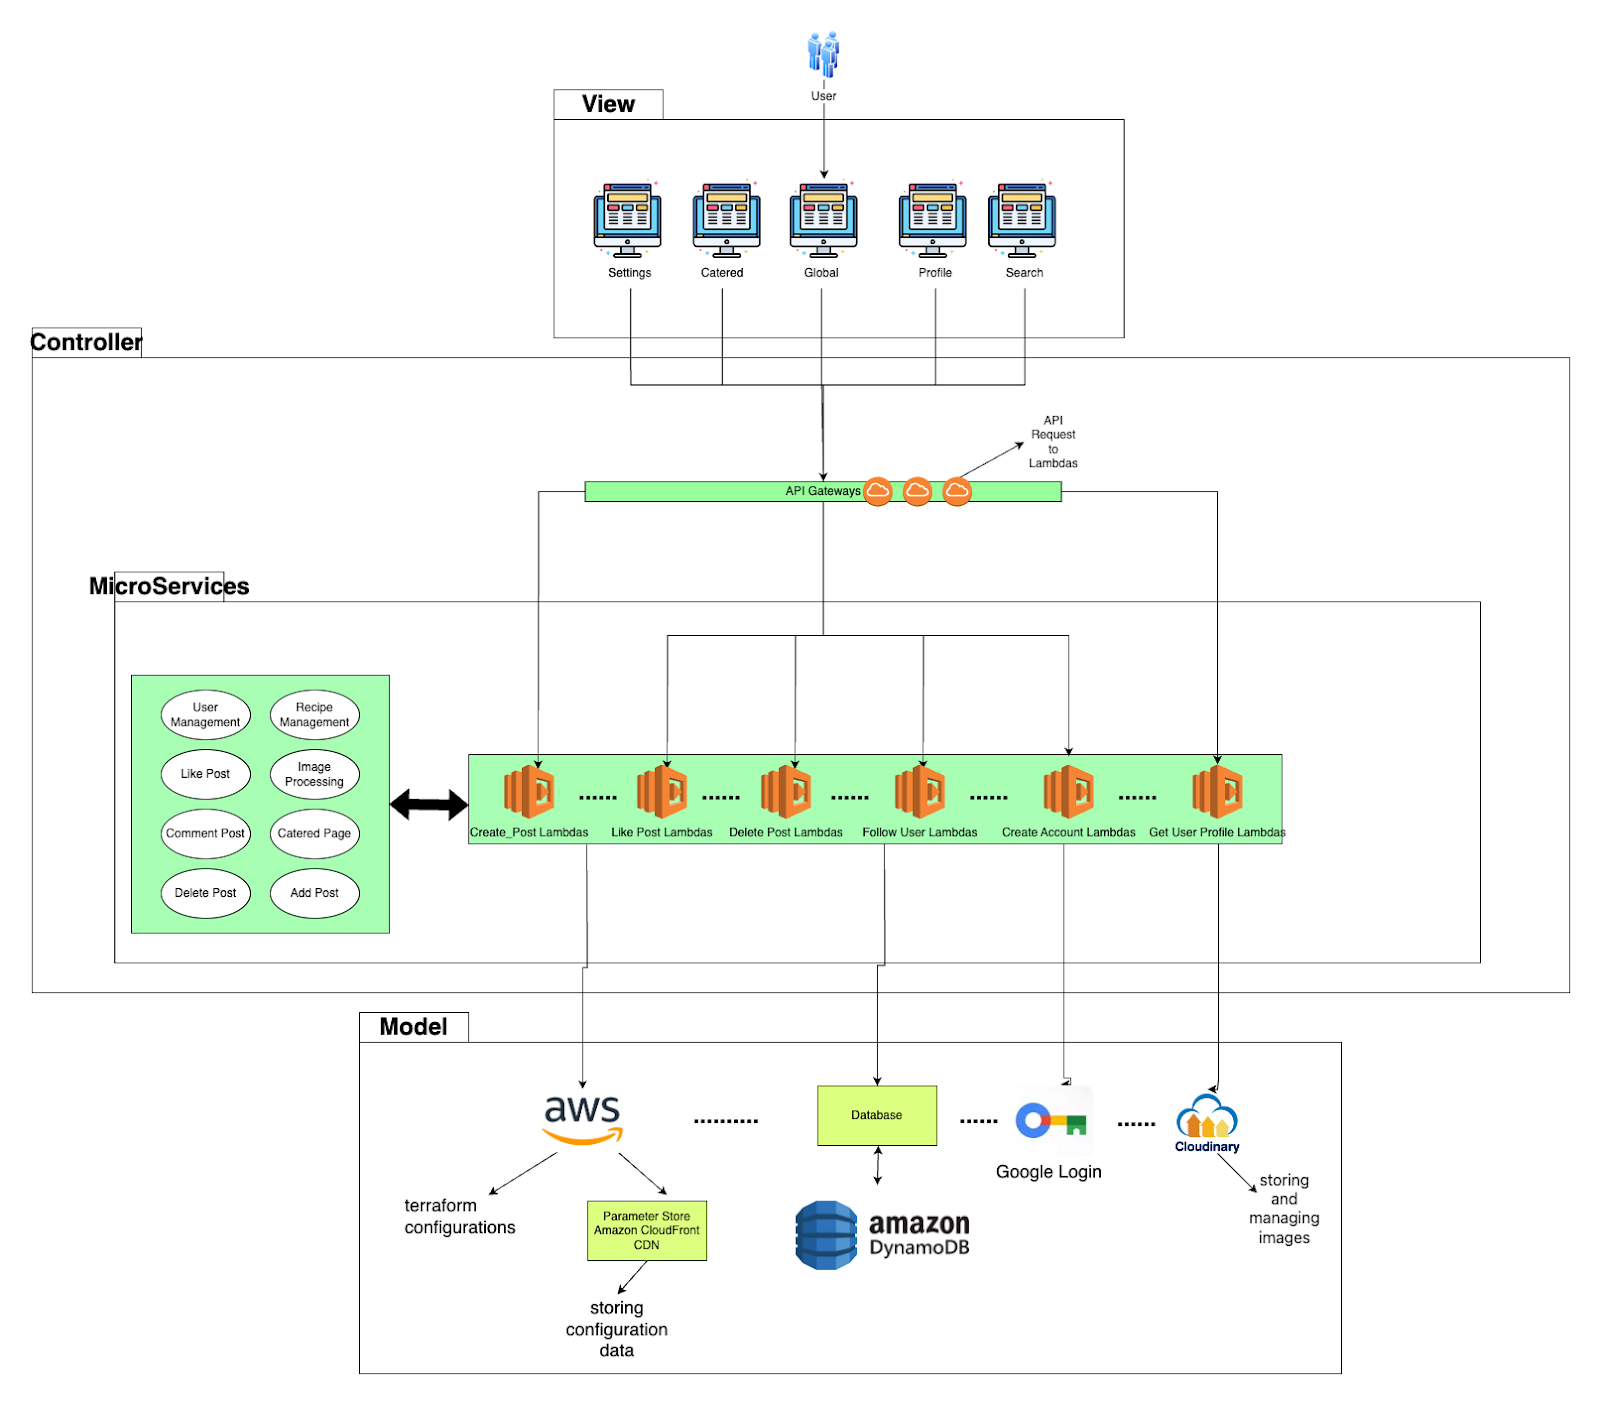 User
View
Settings
Catered
Global
Profile
Search
Controller
API
Request
to
Lambdas
API Gateways
MicroServices
User
Management
Recipe
Management
Like Post
Image
Processing
Comment Post
Catered Page
Delete Post
Add Post
Create_Post Lambdas
Like Post Lambdas
Delete Post Lambdas
Follow User Lambdas
Create Account Lambdas
Get User Profile Lambdas
Model
aws
Database
Google Login
Cloudinary
terraform
configurations
Parameter Store
Amazon CloudFront
CDN
storing
configuration
data
amazon
DynamoDB
storing
and
managing
images